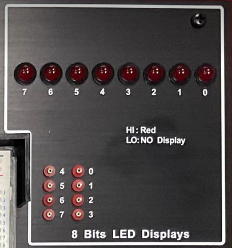 7 6 5 4 3 2 1 0
HI : Red
LO: NO Display
4 0
5 1
6 2
7 3
8 Bits LED Displays